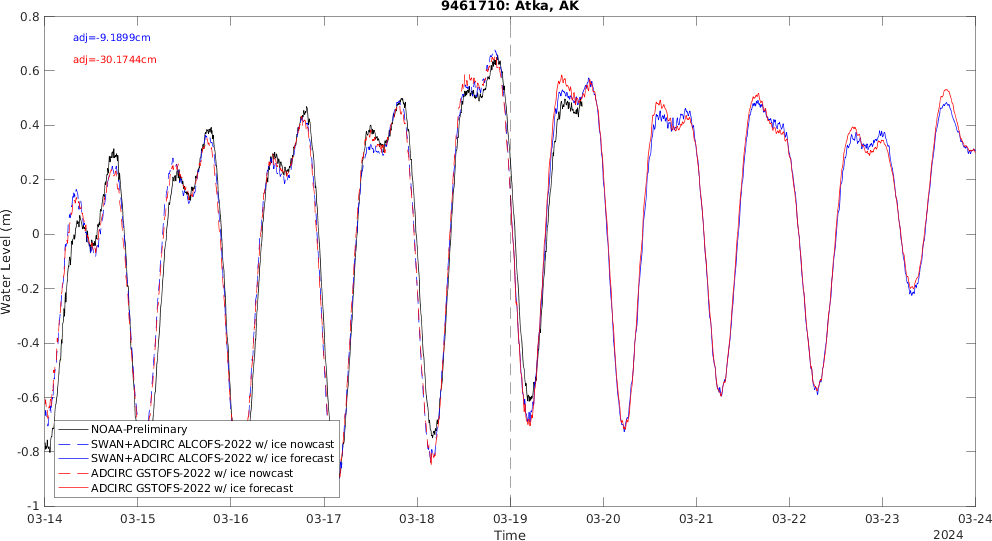 9461710: Atka, AK
adj=-9.1899cm
adj=-30.1744cm
0.8
0.6
0.4
0.2
0
-0.2
-0.4
-0.6
-0.8
-1
Water Level (m)
NOAA-Preliminary
SWAN+ADCIRC ALCOFS-2022 w/ ice nowcast
SWAN+ADCIRC ALCOFS-2022 w/ ice forecast
ADCIRC GSTOFS-2022 w/ ice nowcast
ADCIRC GSTOFS-2022 w/ ice forecast
03-14 03-15 03-16 03-17 03-18 03-19 03-20 03-21 03-22 03-23 03-24
Time
2024